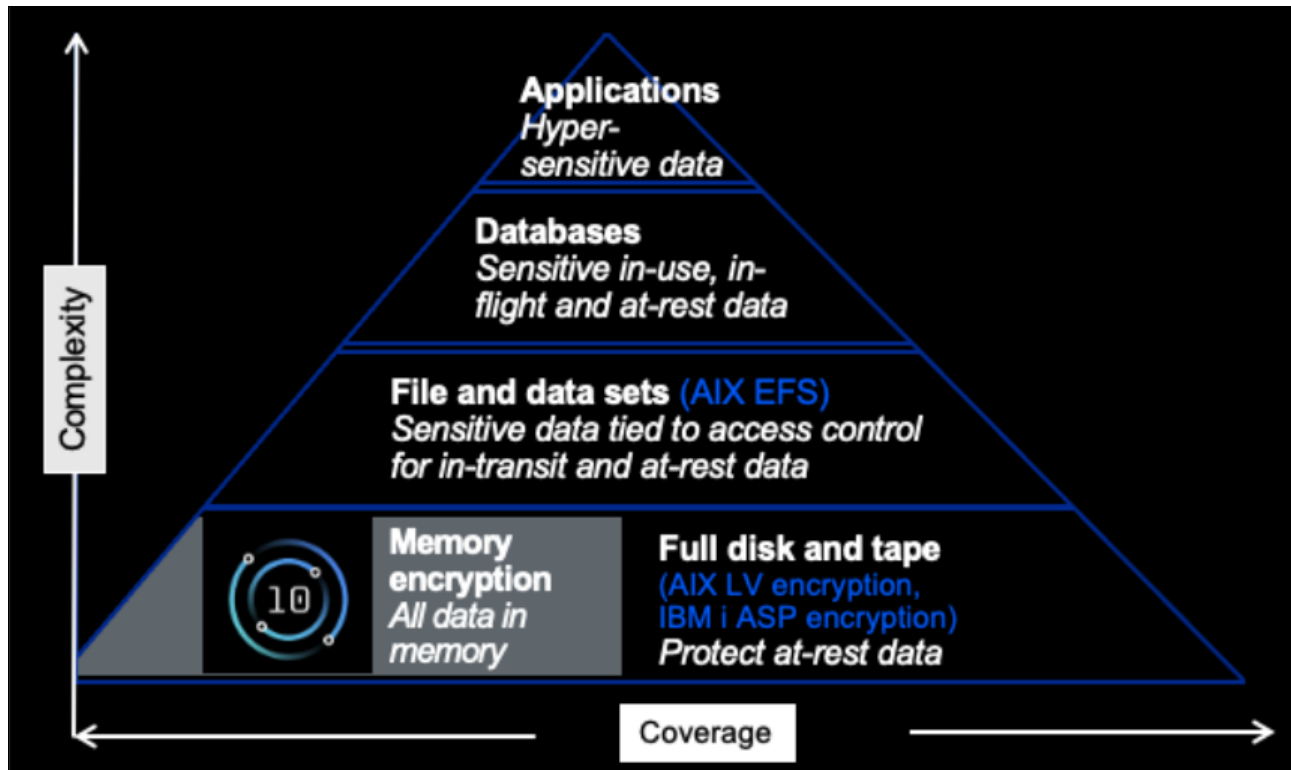 Applications
Hyper-
sensitive data
Databases
Sensitive in-use, in-
flight and at-rest data
Complexity
File and data sets (AIX EFS)
Sensitive data tied to access control
for in-transit and at-rest data
10
Memory
encryption
All data in
memory
Full disk and tape
(AIX LV encryption,
IBM i ASP encryption)
Protect at-rest data
Coverage